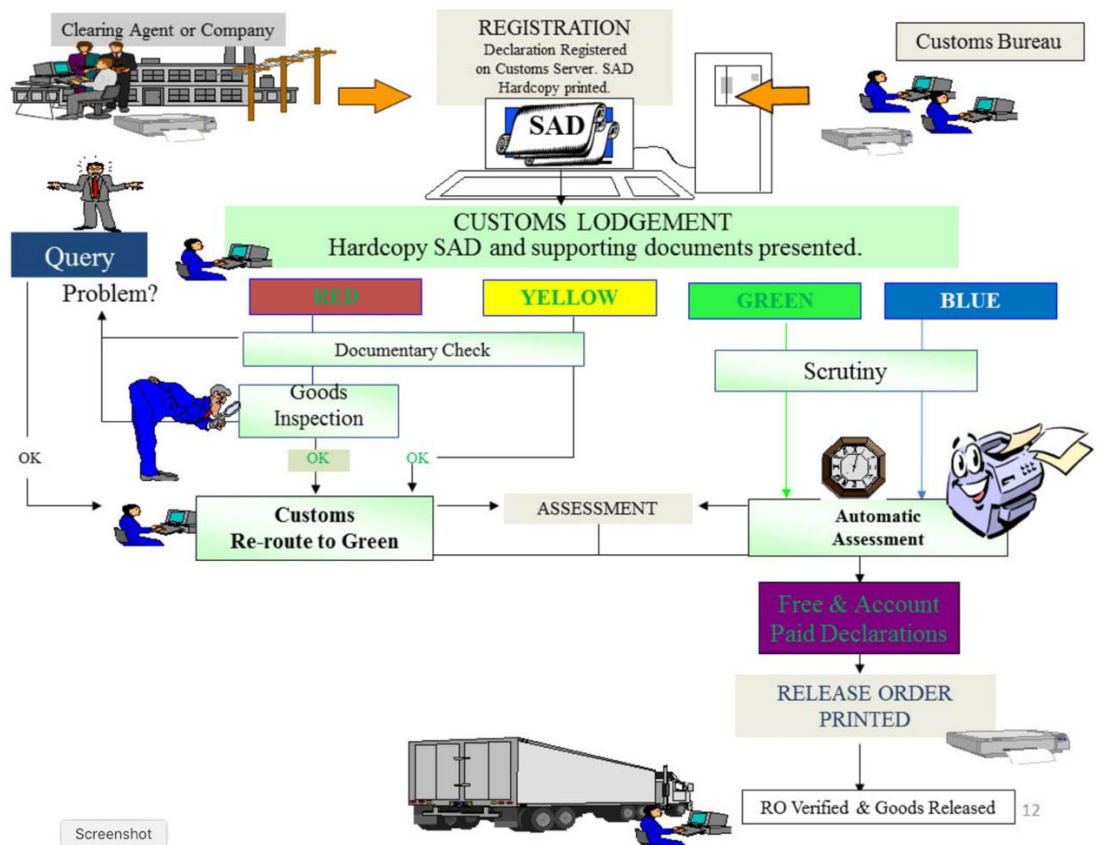 Clearing Agent or Company
REGISTRATION
Declaration Registered
on Customs Server. SAD
Hardcopy printed.
Customs Bureau
SAD
CUSTOMS LODGEMENT
Hardcopy SAD and supporting documents presented.
Query
Problem?
RED
YELLOW
GREEN
BLUE
Documentary Check
Scrutiny
Goods
Inspection
OK
OK
OK
Customs
Re-route to Green
ASSESSMENT
Automatic
Assessment
Free & Account
Paid Declarations
RELEASE ORDER
PRINTED
RO Verified & Goods Released
12
Screenshot